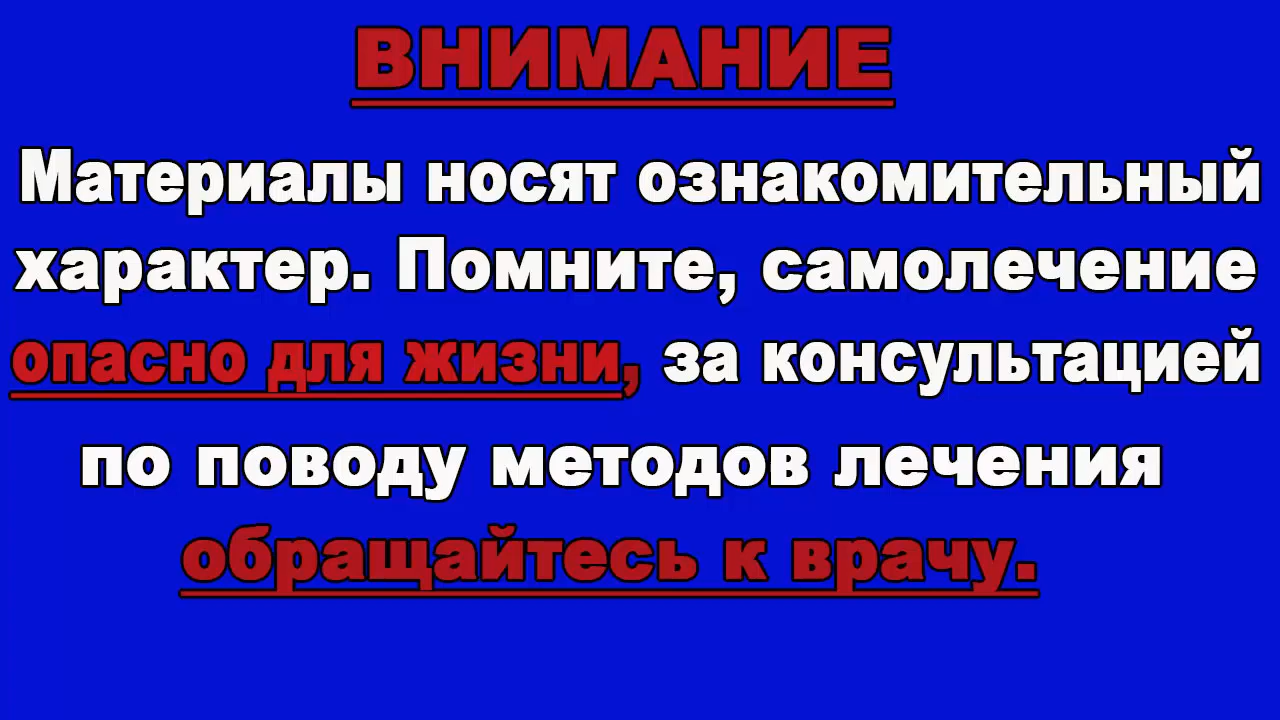 ВНИМАНИЕ
Материалы носят ознакомительный
характер. Помните, самолечение
опасно для жизни, за консультацией
по поводу методов лечения
обращайтесь к врачу.